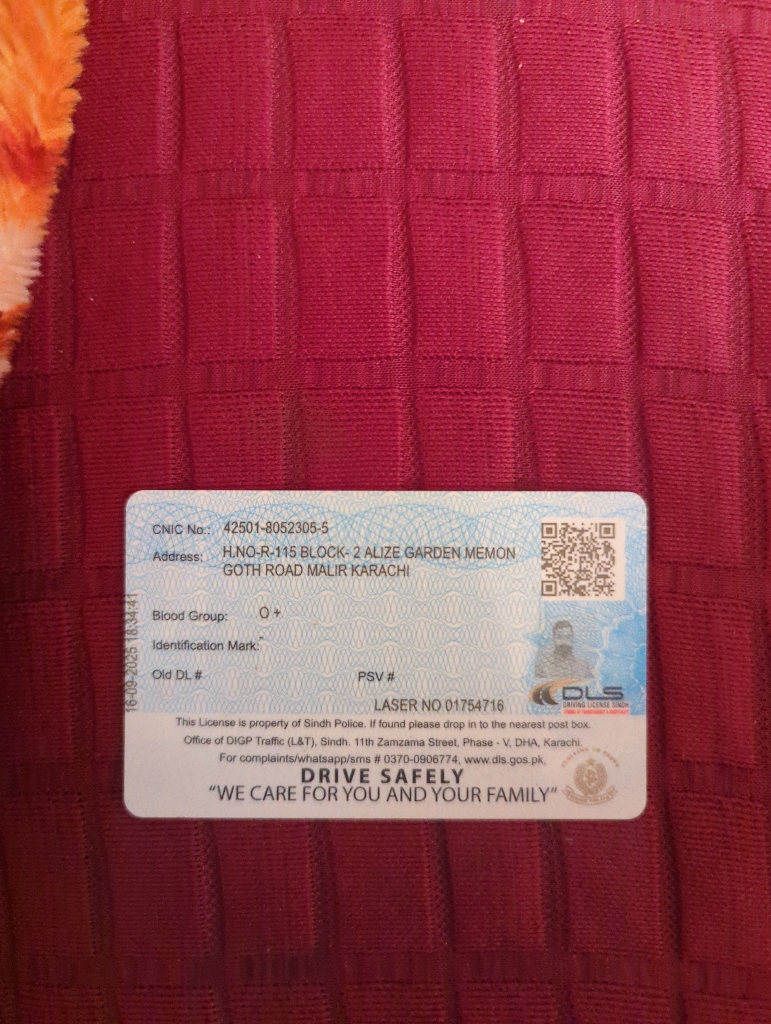 CNIC No.: 42501-8052305-5
Address: H.NO-R-115 BLOCK- 2 ALIZE GARDEN MEMON
GOTH ROAD MALIR KARACHI
Blood Group: O +
Identification Mark:
Old DL # PSV #
16-09-2025 18:34:41
LASER NO 01754716
DLS
DRIVING LICENSE SINDH
This License is property of Sindh Police. If found please drop in to the nearest post box.
Office of DIGP Traffic (L&T), Sindh. 11th Zamzama Street, Phase - V, DHA, Karachi.
For complaints/whatsapp/sms # 0370-0906774, www.dls.gos.pk,
DRIVE SAFELY
“WE CARE FOR YOU AND YOUR FAMILY”